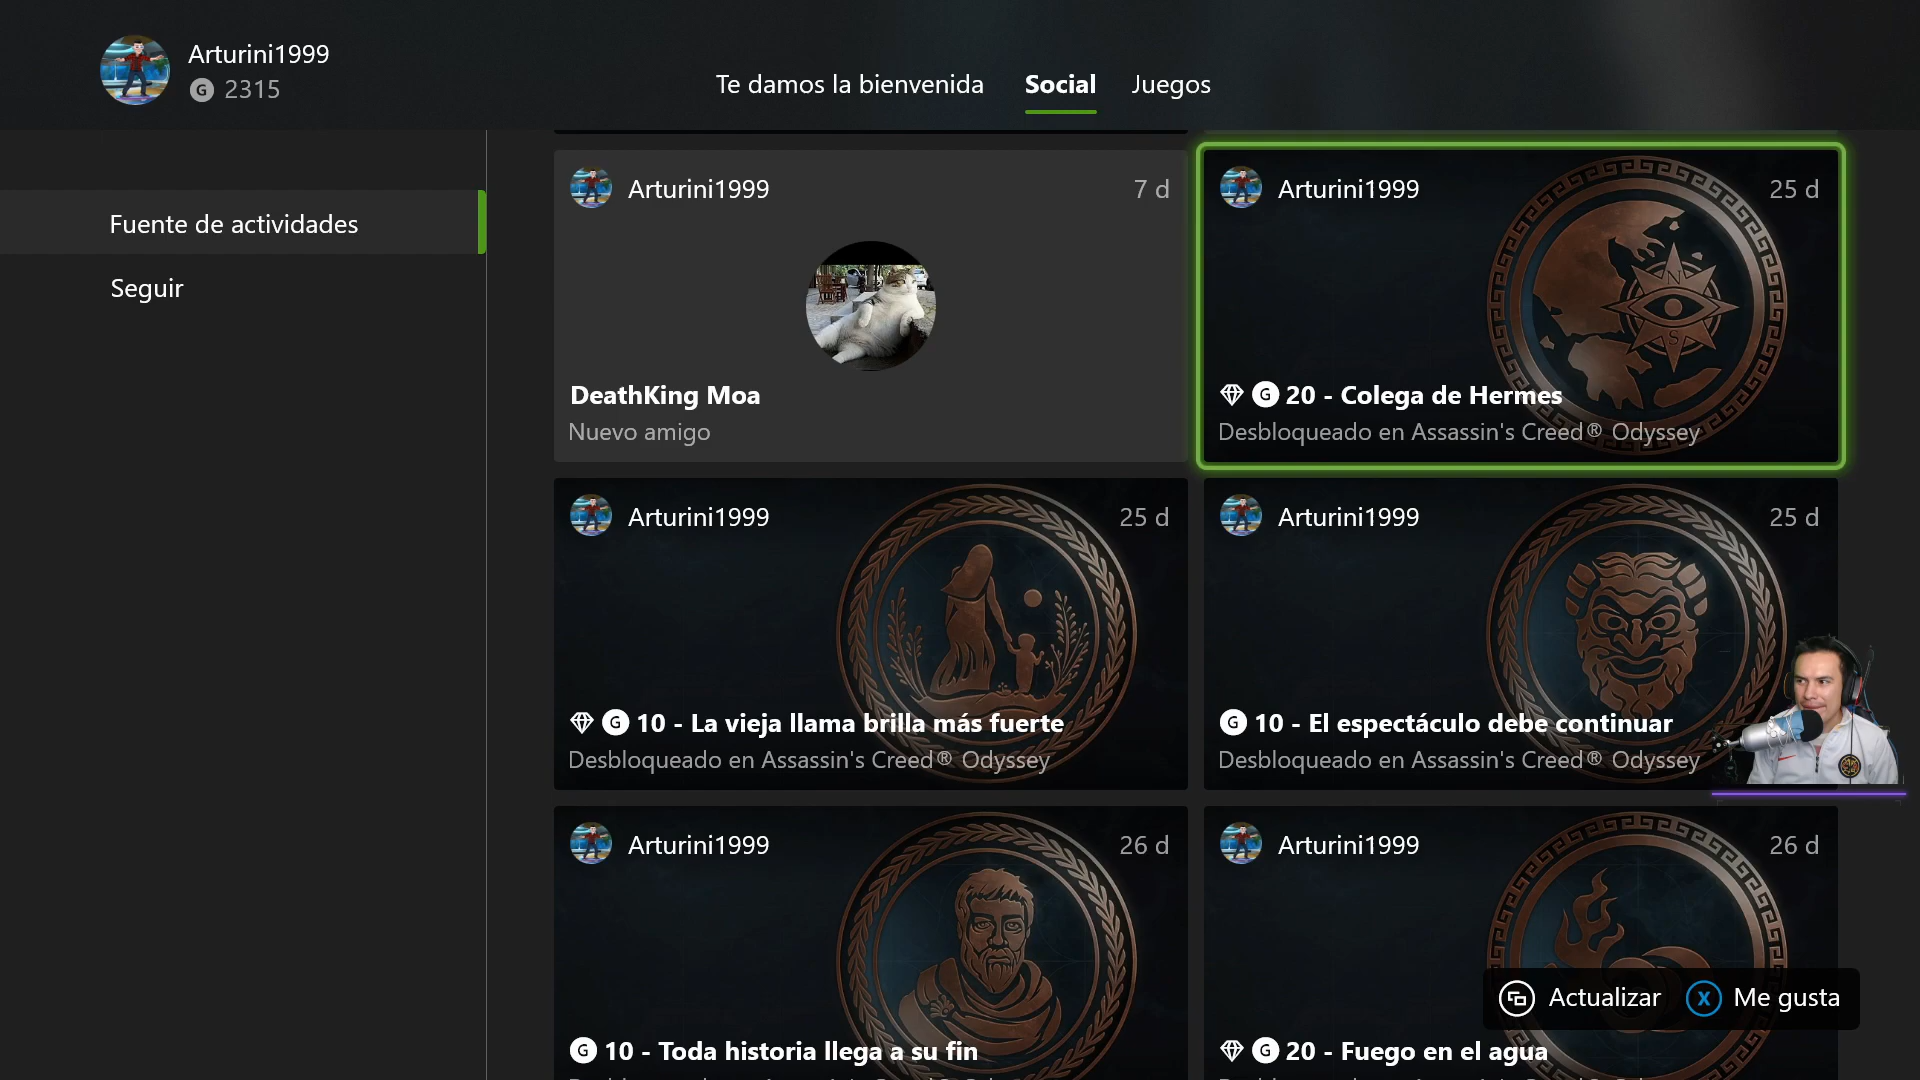 Arturini1999
G 2315
Te damos la bienvenida
Social
Juegos
Fuente de actividades
Seguir
Arturini1999
7 d
DeathKing Moa
Nuevo amigo
Arturini1999
25 d
N
S
G 20 - Colega de Hermes
Desbloqueado en Assassin's Creed® Odyssey
Arturini1999
25 d
G 10 - La vieja llama brilla más fuerte
Desbloqueado en Assassin's Creed® Odyssey
Arturini1999
25 d
G 10 - El espectáculo debe continuar
Desbloqueado en Assassin's Creed® Odyssey
Arturini1999
26 d
G 10 - Toda historia llega a su fin
Arturini1999
26 d
G 20 - Fuego en el agua
Actualizar
X Me gusta